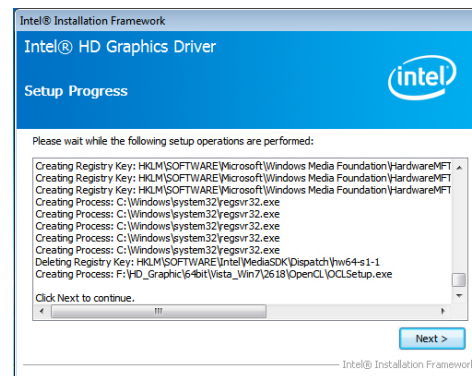 Intel® Installation Framework
Intel® HD Graphics Driver
intel
Setup Progress
Please wait while the following setup operations are performed:
Creating Registry Key: HKLM\SOFTWARE\Microsoft\Windows Media Foundation\HardwareMFT
Creating Registry Key: HKLM\SOFTWARE\Microsoft\Windows Media Foundation\HardwareMFT
Creating Registry Key: HKLM\SOFTWARE\Microsoft\Windows Media Foundation\HardwareMFT
Creating Process: C:\Windows\system32\regsvr32.exe
Creating Process: C:\Windows\system32\regsvr32.exe
Creating Process: C:\Windows\system32\regsvr32.exe
Creating Process: C:\Windows\system32\regsvr32.exe
Creating Process: C:\Windows\system32\regsvr32.exe
Deleting Registry Key: HKLM\SOFTWARE\Intel\MediaSDK\Dispatch\hw64-s1-1
Creating Process: F:\HD_Graphic\64bit\Vista_Win7\2618\OpenCL\OCLSetup.exe
Click Next to continue.
Next >
Intel® Installation Framework